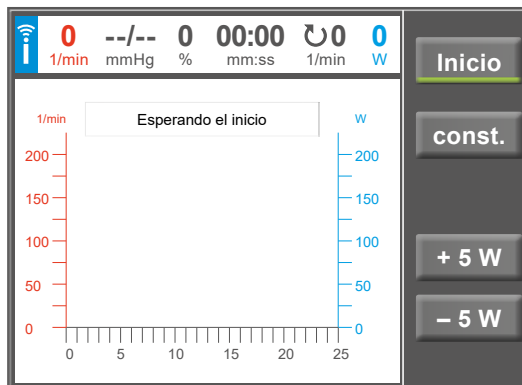 0 --/-- 0 00:00 0 0
1/min mmHg % mm:ss 1/min W
Inicio
const.
+ 5 W
– 5 W
Esperando el inicio
1/min W
200 200
150 150
100 100
50 50
0 0
0 5 10 15 20 25